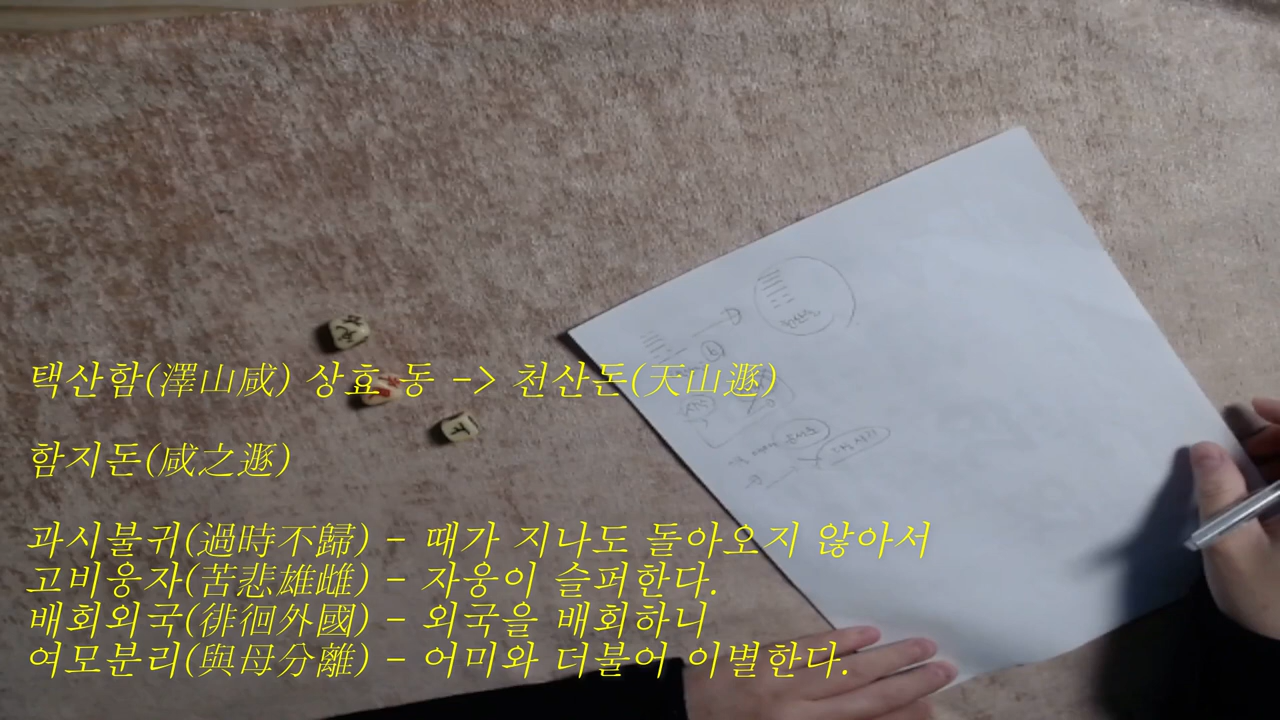 택산함(澤山咸) 상효 동 -> 천산돈(天山遯)
함지돈(咸之遯)
과시불귀(過時不歸) - 때가 지나도 돌아오지 않아서
고비웅자(苦悲雄雌) - 자웅이 슬퍼한다.
배회외국(徘徊外國) - 외국을 배회하니
여모분리(與母分離) - 어미와 더불어 이별한다.